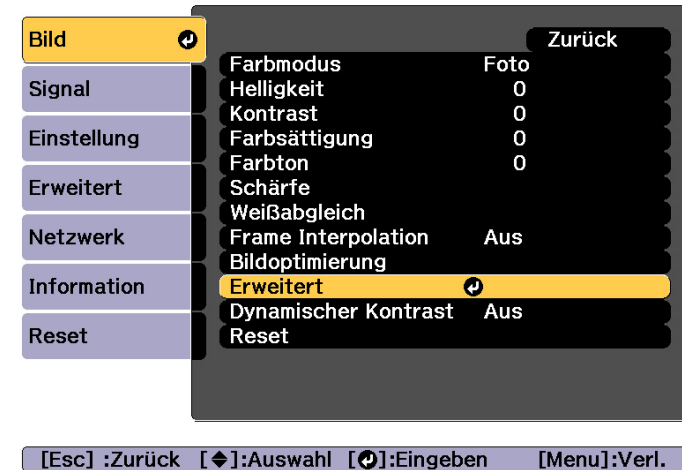 Bild
Signal
Einstellung
Erweitert
Netzwerk
Information
Reset
Zurück
Farbmodus Foto
Helligkeit 0
Kontrast 0
Farbsättigung 0
Farbton 0
Schärfe
Weißabgleich
Frame Interpolation Aus
Bildoptimierung
Erweitert
Dynamischer Kontrast Aus
Reset
[Esc] :Zurück [◆]:Auswahl [↵]:Eingeben [Menu]:Verl.